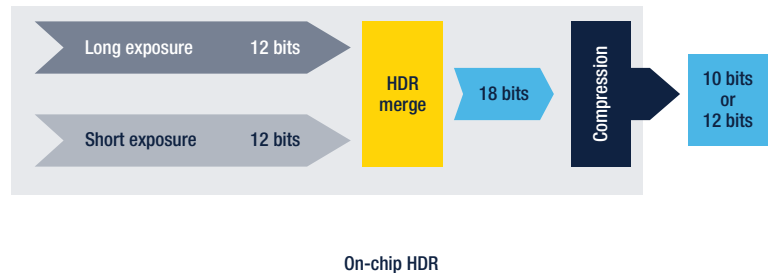 Long exposure 12 bits
HDR
merge
18 bits
Compression
10 bits
or
12 bits
Short exposure 12 bits
On-chip HDR